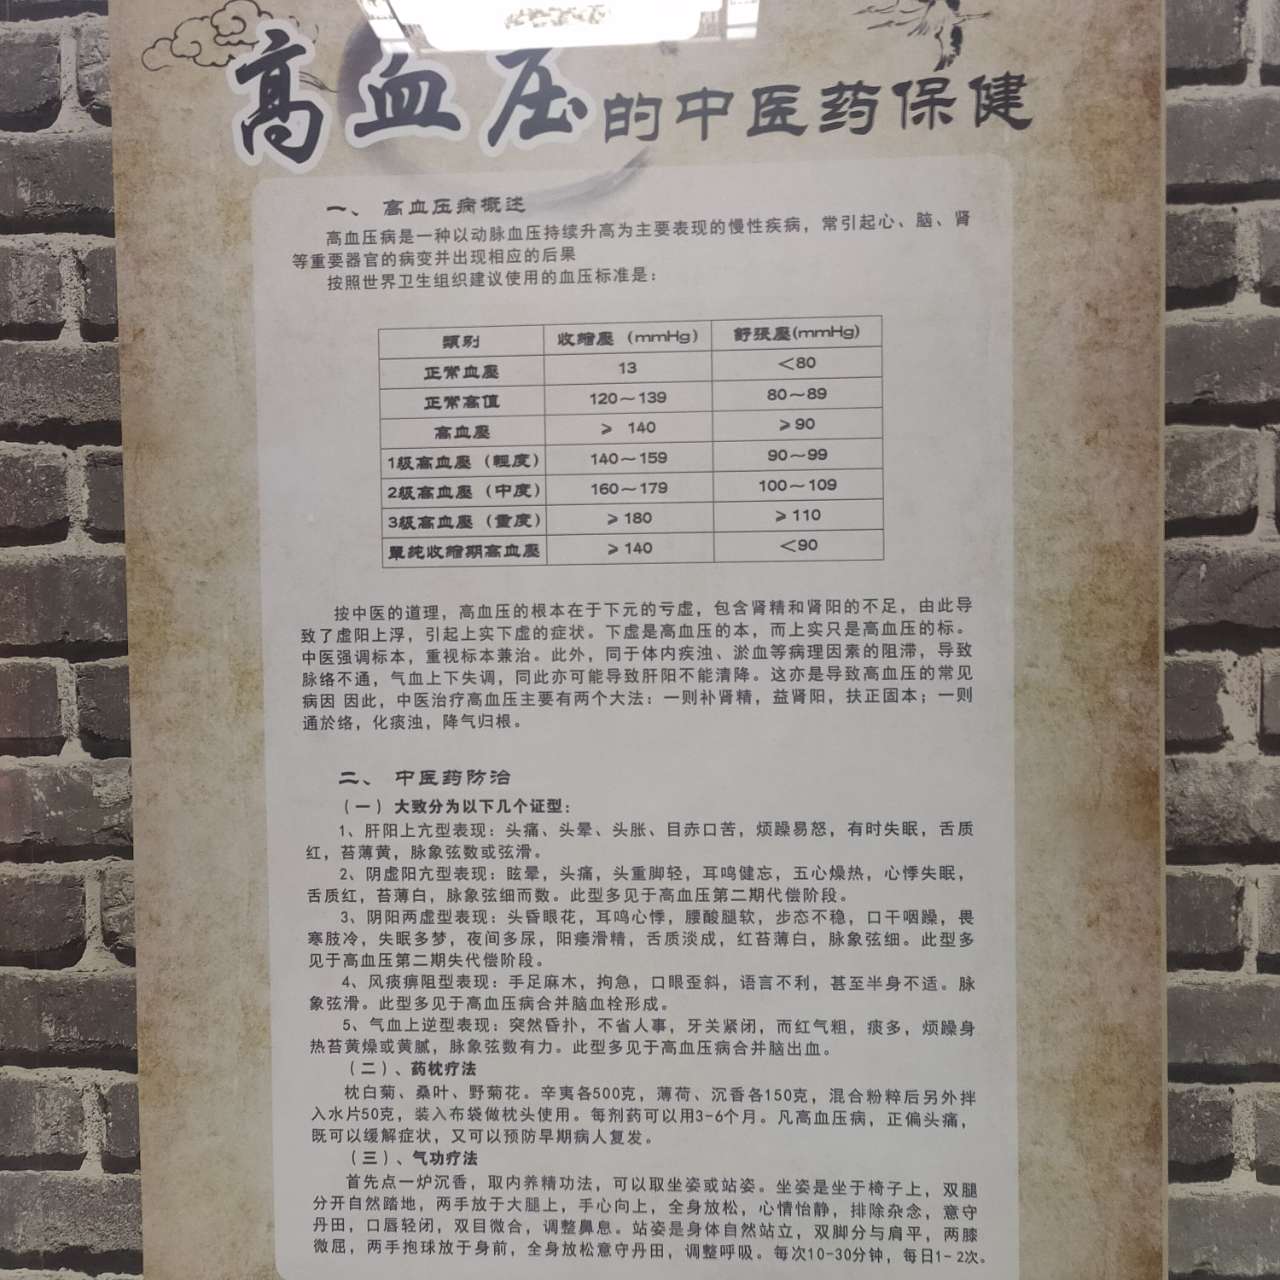 高血压的中医药保健
一、 高血压病概述
高血压病是一种以动脉血压持续升高为主要表现的慢性疾病，常引起心、脑、肾
等重要器官的病变并出现相应的后果
按照世界卫生组织建议使用的血压标准是：
類别 收缩壓（mmHg） 舒张壓(mmHg)
正常血壓 13 ＜80
正常高值 120～139 80～89
高血壓 ≥ 140 ≥90
1级高血壓（輕度） 140～159 90～99
2级高血壓（中度） 160～179 100～109
3级高血壓（重度） ≥180 ≥110
單纯收缩期高血壓 ≥140 ＜90
按中医的道理，高血压的根本在于下元的亏虚，包含肾精和肾阳的不足，由此导
致了虚阳上浮，引起上实下虚的症状。下虚是高血压的本，而上实只是高血压的标。
中医强调标本，重视标本兼治。此外，同于体内疾浊、淤血等病理因素的阻滞，导致
脉络不通，气血上下失调，同此亦可能导致肝阳不能清降。这亦是导致高血压的常见
病因 因此，中医治疗高血压主要有两个大法：一则补肾精，益肾阳，扶正固本；一则
通於络，化痰浊，降气归根。
二、 中医药防治
（一）大致分为以下几个证型：
1、肝阳上亢型表现：头痛、头晕、头胀、目赤口苦，烦躁易怒，有时失眠，舌质
红，苔薄黄，脉象弦数或弦滑。
2、阴虚阳亢型表现：眩晕，头痛，头重脚轻，耳鸣健忘，五心燥热，心悸失眠，
舌质红，苔薄白，脉象弦细而数。此型多见于高血压第二期代偿阶段。
3、阴阳两虚型表现：头昏眼花，耳鸣心悸，腰酸腿软，步态不稳，口干咽躁，畏
寒肢冷，失眠多梦，夜间多尿，阳痿滑精，舌质淡成，红苔薄白，脉象弦细。此型多
见于高血压第二期失代偿阶段。
4、风痰痹阻型表现：手足麻木，拘急，口眼歪斜，语言不利，甚至半身不适。脉
象弦滑。此型多见于高血压病合并脑血栓形成。
5、气血上逆型表现：突然昏扑，不省人事，牙关紧闭，而红气粗，痰多，烦躁身
热苔黄燥或黄腻，脉象弦数有力。此型多见于高血压病合并脑出血。
（二）、药枕疗法
枕白菊、桑叶、野菊花。辛夷各500克，薄荷、沉香各150克，混合粉粹后另外拌
入水片50克，装入布袋做枕头使用。每剂药可以用3-6个月。凡高血压病，正偏头痛，
既可以缓解症状，又可以预防早期病人复发。
（三）、气功疗法
首先点一炉沉香，取内养精功法，可以取坐姿或站姿。坐姿是坐于椅子上，双腿
分开自然踏地，两手放于大腿上，手心向上，全身放松，心情怡静，排除杂念，意守
丹田，口唇轻闭，双目微合，调整鼻息。站姿是身体自然站立，双脚分与肩平，两膝
微屈，两手抱球放于身前，全身放松意守丹田，调整呼吸。每次10-30分钟，每日1-2次。